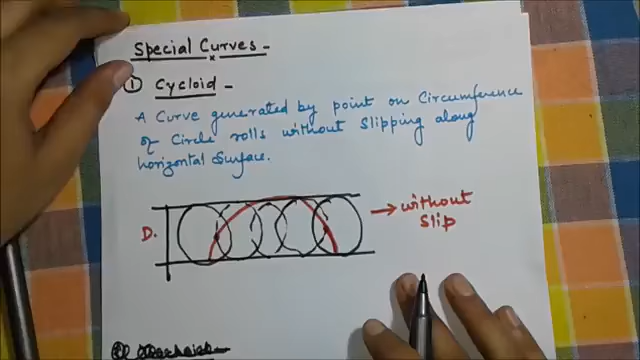 Special Curves -
① Cycloid -
A Curve generated by point on Circumference
of Circle rolls without Slipping along
horizontal Surface.
D.
→ without
Slip